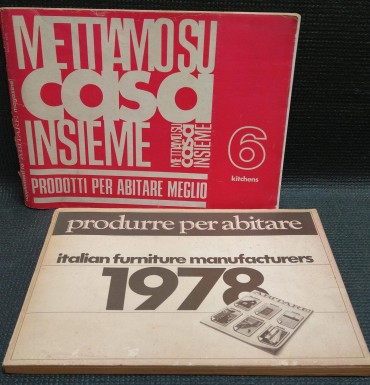 METTIAMO SU
casa
INSIEME
METTIAMO SU
casa
INSIEME
PRODOTTI PER ABITARE MEGLIO
6
kitchens
produrre per abitare
italian furniture manufacturers
1978
ABITARE